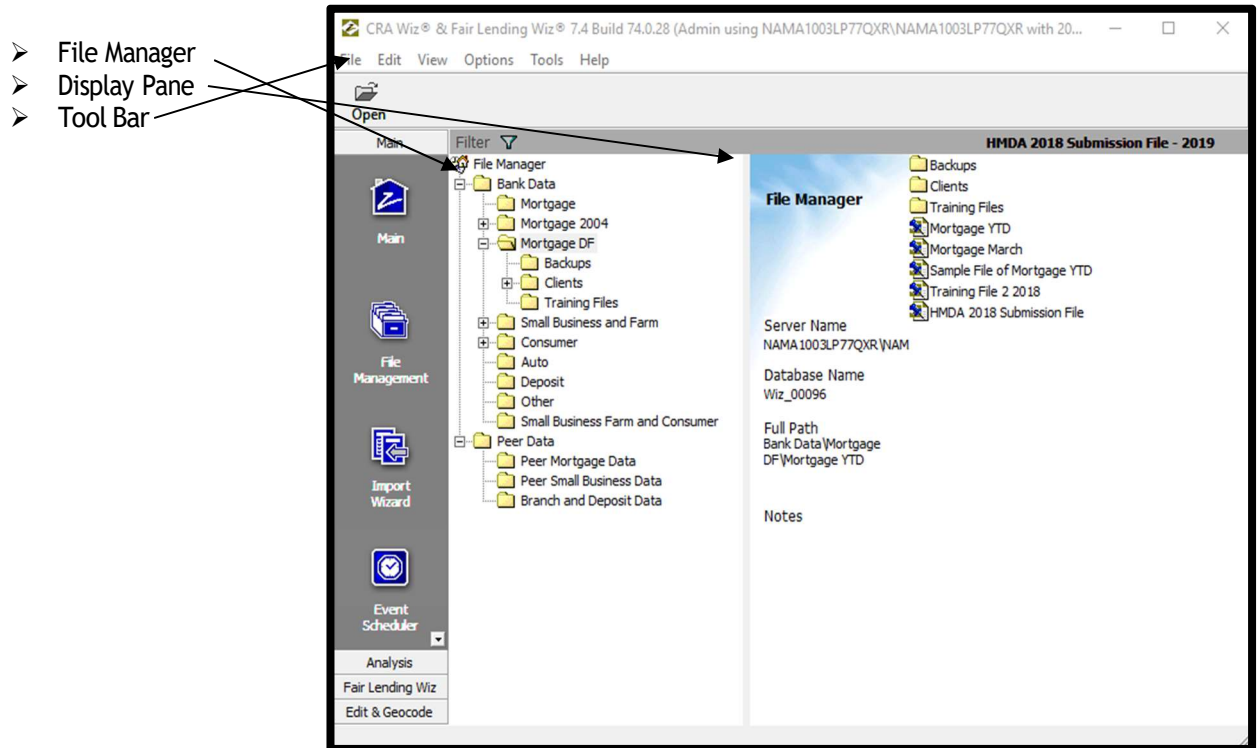 File Manager
Display Pane
Tool Bar
CRA Wiz® & Fair Lending Wiz® 7.4 Build 74.0.28 (Admin using NAMA1003LP77QXR\NAMA1003LP77QXR with 20...
File Edit View Options Tools Help
Open
Main
Filter
HMDA 2018 Submission File - 2019
Main
File
Management
Import
Wizard
Event
Scheduler
Analysis
Fair Lending Wiz
Edit & Geocode
File Manager
Bank Data
Mortgage
Mortgage 2004
Mortgage DF
Backups
Clients
Training Files
Small Business and Farm
Consumer
Auto
Deposit
Other
Small Business Farm and Consumer
Peer Data
Peer Mortgage Data
Peer Small Business Data
Branch and Deposit Data
File Manager
Backups
Clients
Training Files
Mortgage YTD
Mortgage March
Sample File of Mortgage YTD
Training File 2 2018
HMDA 2018 Submission File
Server Name
NAMA1003LP77QXR\NAM
Database Name
Wiz_00096
Full Path
Bank Data\Mortgage
DF\Mortgage YTD
Notes